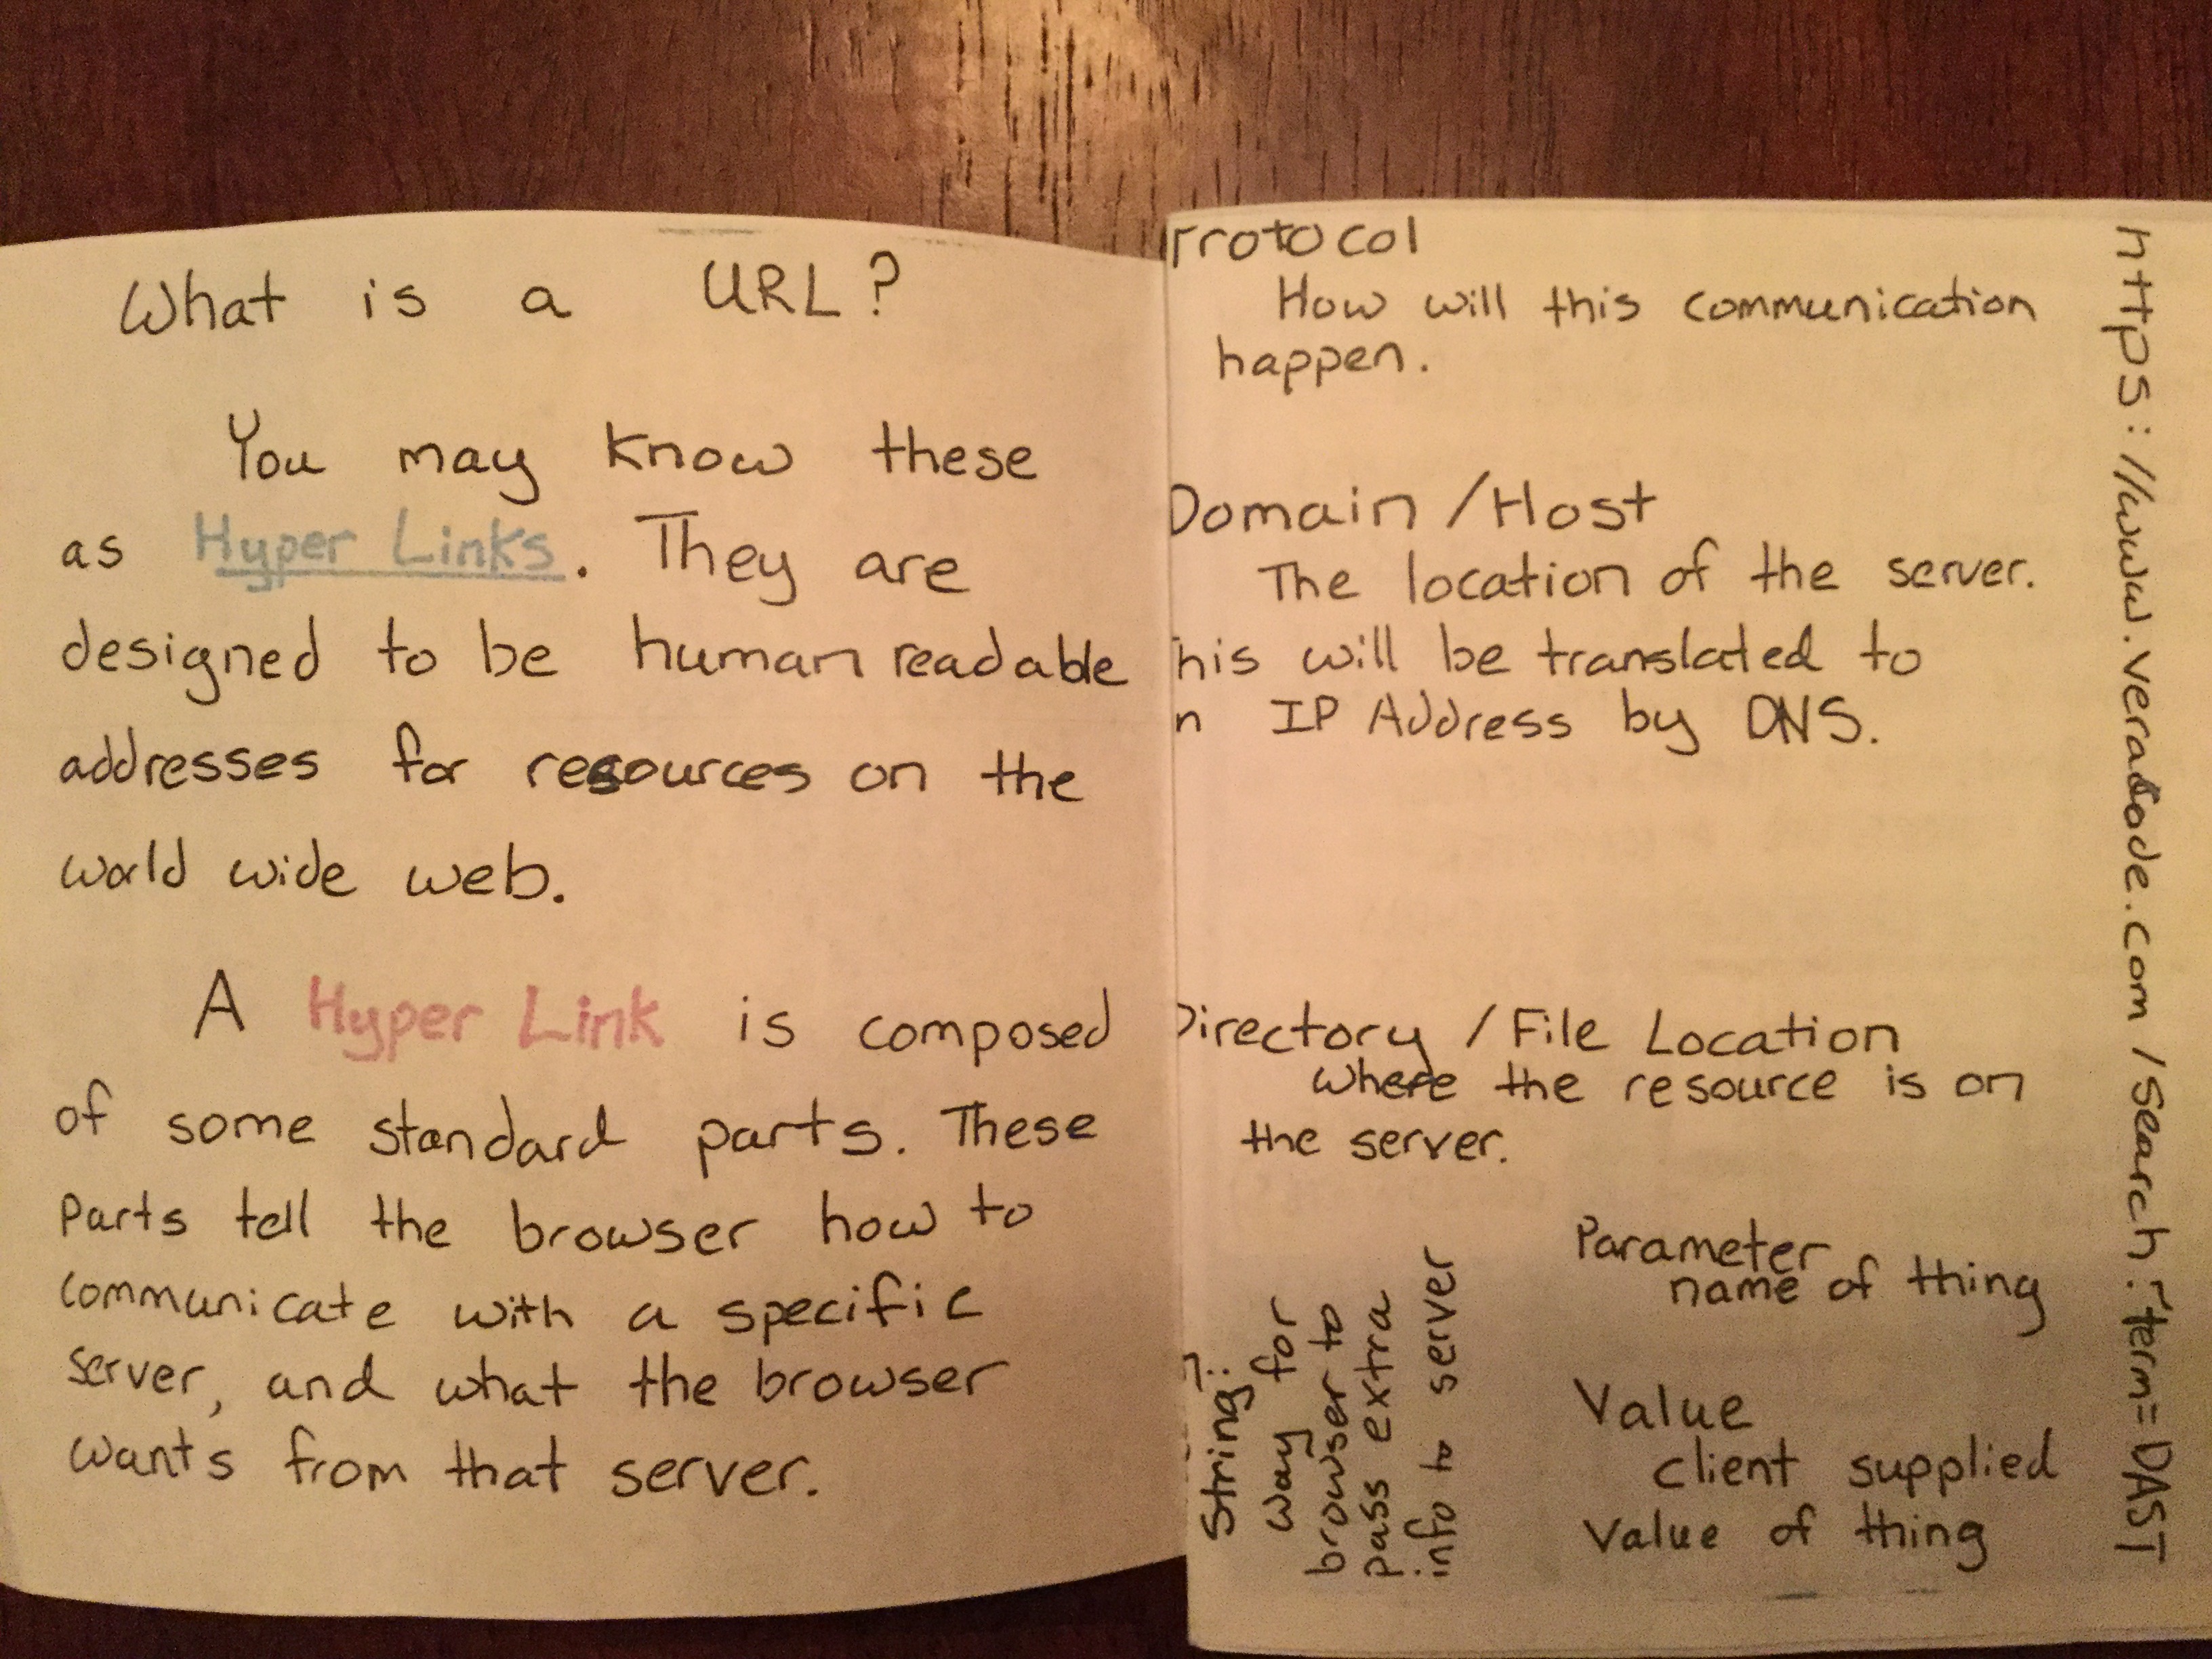 What is a URL?
You may know these
as Hyper Links. They are
designed to be human readable
addresses for resources on the
world wide web.
A Hyper Link is composed
of some standard parts. These
parts tell the browser how to
communicate with a specific
server, and what the browser
wants from that server.
Protocol
How will this communication
happen.
Domain / Host
The location of the server.
his will be translated to
n IP Address by DNS.
Directory / File Location
where the resource is on
the server.
String:
way for
browser to
pass extra
info to server
Parameter
name of thing
Value
client supplied
value of thing
https://www.veracode.com/search?term=DAST